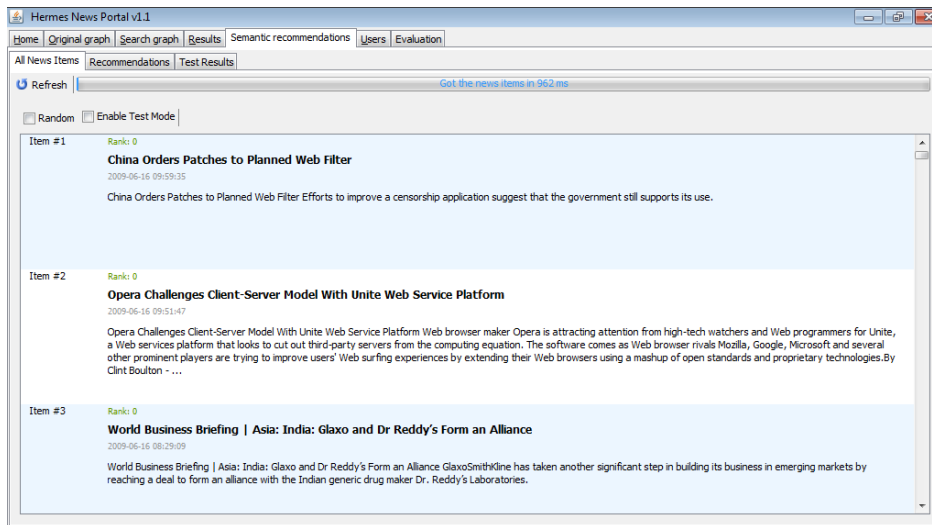 Hermes News Portal v1.1
Home Original graph Search graph Results Semantic recommendations Users Evaluation
All News Items Recommendations Test Results
Refresh Got the news items in 962 ms
Random Enable Test Mode
Item #1 Rank: 0
China Orders Patches to Planned Web Filter
2009-06-16 09:59:35
China Orders Patches to Planned Web Filter Efforts to improve a censorship application suggest that the government still supports its use.
Item #2 Rank: 0
Opera Challenges Client-Server Model With Unite Web Service Platform
2009-06-16 09:51:47
Opera Challenges Client-Server Model With Unite Web Service Platform Web browser maker Opera is attracting attention from high-tech watchers and Web programmers for Unite,
a Web services platform that looks to cut out third-party servers from the computing equation. The software comes as Web browser rivals Mozilla, Google, Microsoft and several
other prominent players are trying to improve users' Web surfing experiences by extending their Web browsers using a mashup of open standards and proprietary technologies.By
Clint Boulton - ...
Item #3 Rank: 0
World Business Briefing | Asia: India: Glaxo and Dr Reddy's Form an Alliance
2009-06-16 08:29:09
World Business Briefing | Asia: India: Glaxo and Dr Reddy's Form an Alliance GlaxoSmithKline has taken another significant step in building its business in emerging markets by
reaching a deal to form an alliance with the Indian generic drug maker Dr. Reddy's Laboratories.